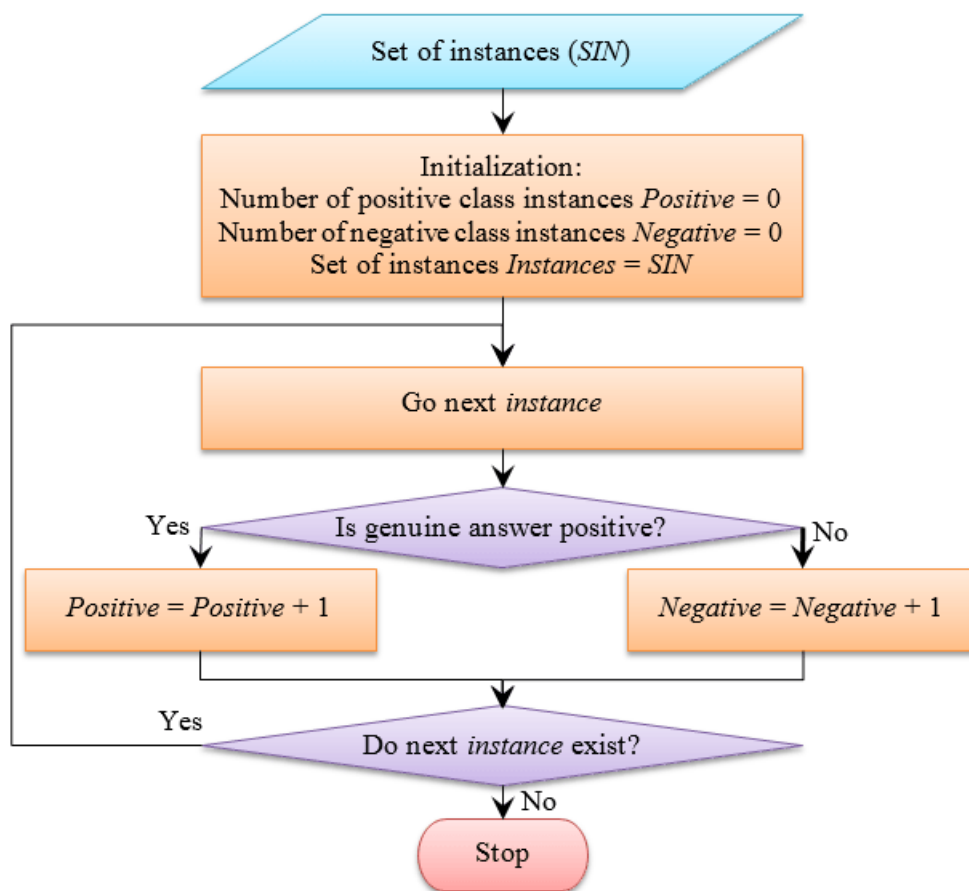 Set of instances (SIN)
Initialization:
Number of positive class instances Positive = 0
Number of negative class instances Negative = 0
Set of instances Instances = SIN
Go next instance
Is genuine answer positive?
Yes
No
Positive = Positive + 1
Negative = Negative + 1
Yes
Do next instance exist?
No
Stop